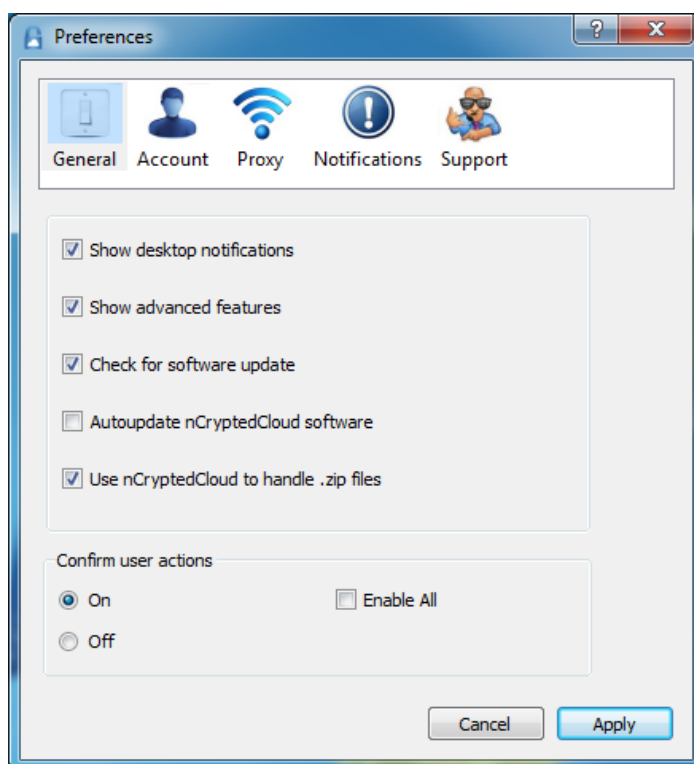 Preferences
General Account Proxy Notifications Support
Show desktop notifications
Show advanced features
Check for software update
Autoupdate nCryptedCloud software
Use nCryptedCloud to handle .zip files
Confirm user actions
On Enable All
Off
Cancel Apply